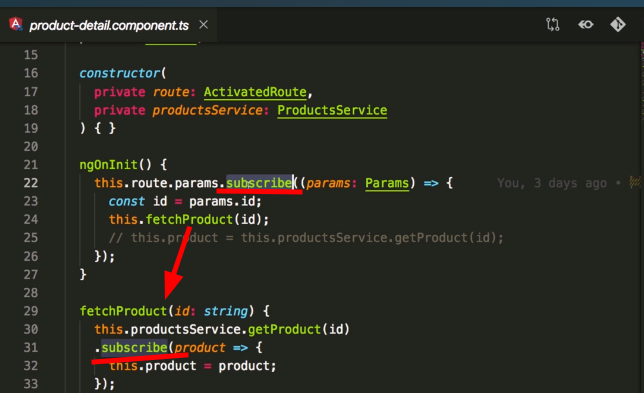 product-detail.component.ts ×
15
16 constructor(
17 private route: ActivatedRoute,
18 private productsService: ProductsService
19 ) { }
20
21 ngOnInit() {
22 this.route.params.subscribe((params: Params) => { You, 3 days ago •
23 const id = params.id;
24 this.fetchProduct(id);
25 // this.product = this.productsService.getProduct(id);
26 });
27 }
28
29 fetchProduct(id: string) {
30 this.productsService.getProduct(id)
31 .subscribe(product => {
32 this.product = product;
33 });